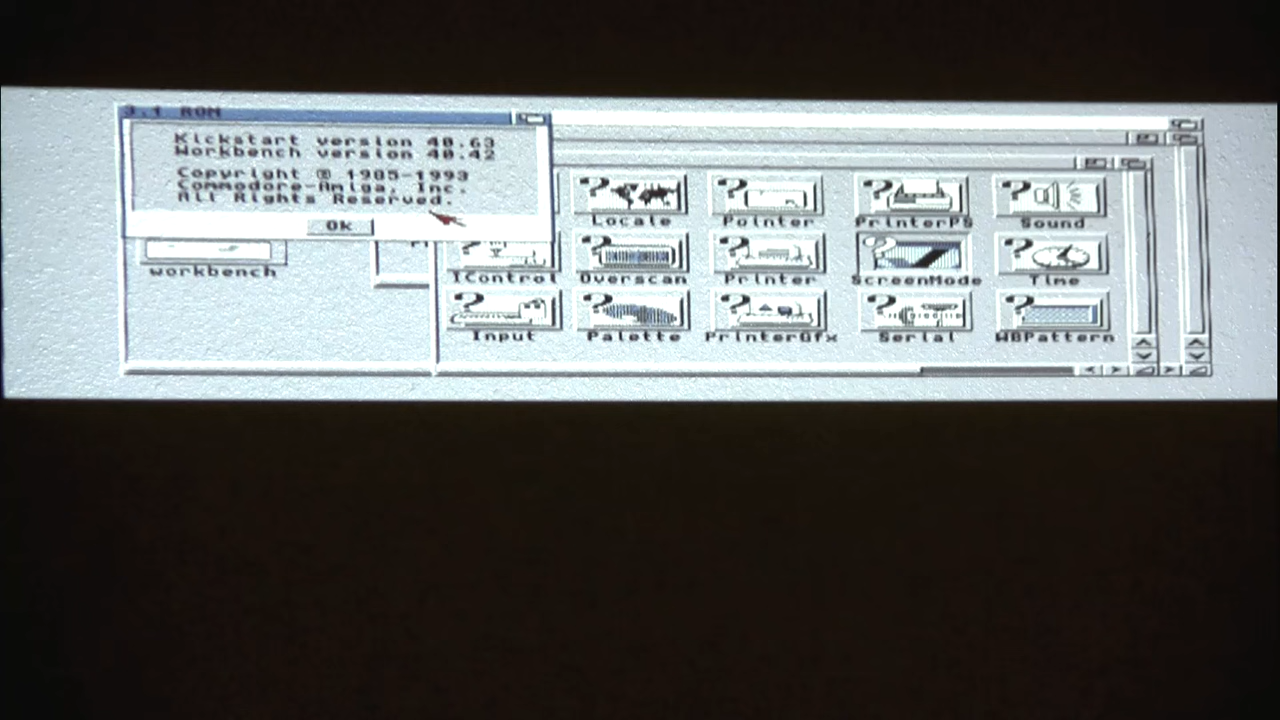 3.1 ROM
Kickstart version 40.63
Workbench version 40.42
Copyright © 1985-1993
Commodore-Amiga, Inc.
All Rights Reserved.
Ok
workbench
Locale
Pointer
PrinterPS
Sound
IControl
Overscan
Printer
ScreenMode
Time
Input
Palette
PrinterGfx
Serial
WBPattern